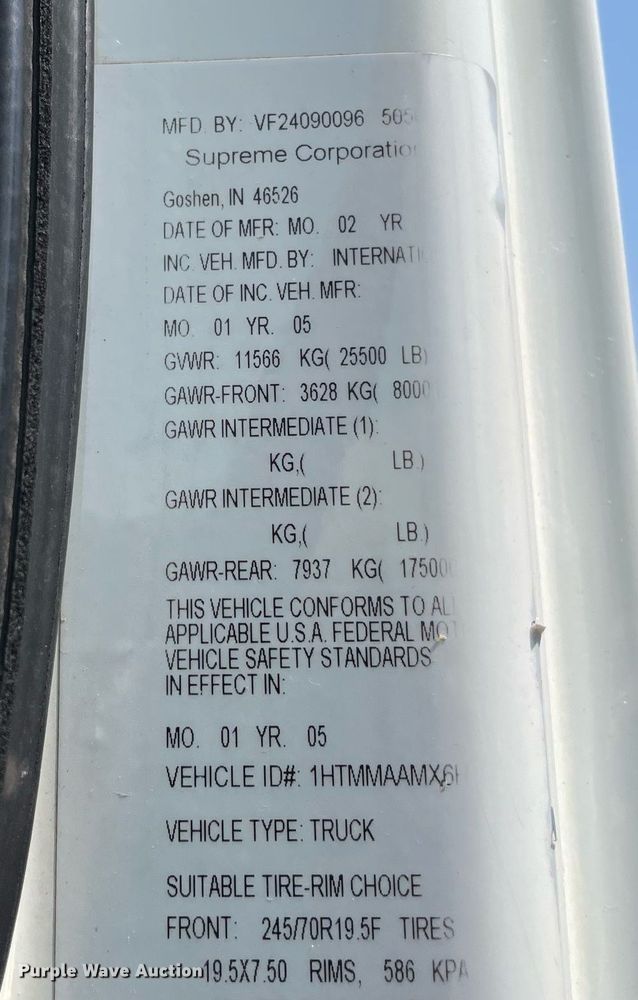 MFD. BY: VF24090096 505
Supreme Corporation
Goshen, IN 46526
DATE OF MFR: MO. 02 YR
INC. VEH. MFD. BY: INTERNATI
DATE OF INC. VEH. MFR:
MO. 01 YR. 05
GVWR: 11566 KG( 25500 LB)
GAWR-FRONT: 3628 KG( 8000
GAWR INTERMEDIATE (1):
KG,( LB.)
GAWR INTERMEDIATE (2):
KG,( LB.)
GAWR-REAR: 7937 KG( 17500
THIS VEHICLE CONFORMS TO AL
APPLICABLE U.S.A. FEDERAL MOT
VEHICLE SAFETY STANDARDS
IN EFFECT IN:
MO. 01 YR. 05
VEHICLE ID#: 1HTMMAAMX6H
VEHICLE TYPE: TRUCK
SUITABLE TIRE-RIM CHOICE
FRONT: 245/70R19.5F TIRES
19.5X7.50 RIMS, 586 KPA
Purple Wave Auction